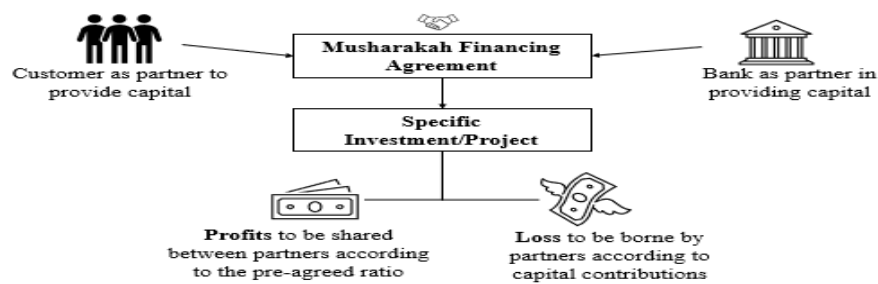 Musharakah Financing
Agreement
Customer as partner to
provide capital
Bank as partner in
providing capital
Specific
Investment/Project
Profits to be shared
between partners according
to the pre-agreed ratio
Loss to be borne by
partners according to
capital contributions